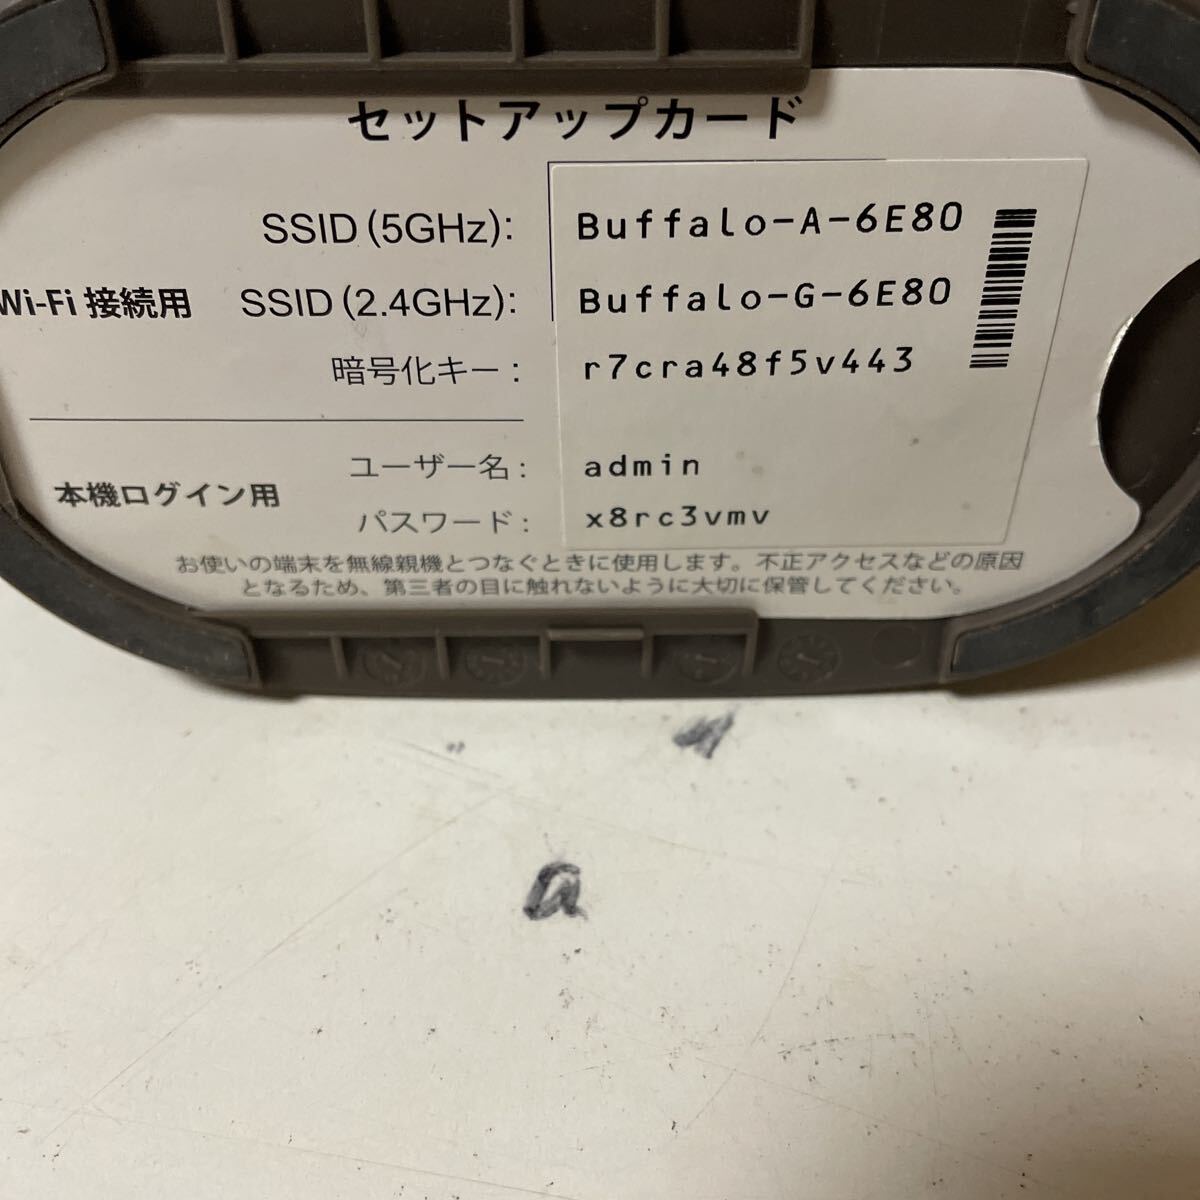 セットアップカード
SSID (5GHz): Buffalo-A-6E80
Wi-Fi 接続用 SSID (2.4GHz): Buffalo-G-6E80
暗号化キー: r7cra48f5v443
ユーザー名: admin
本機ログイン用
パスワード: x8rc3vmv
お使いの端末を無線親機とつなぐときに使用します。不正アクセスなどの原因
となるため、第三者の目に触れないように大切に保管してください。
a